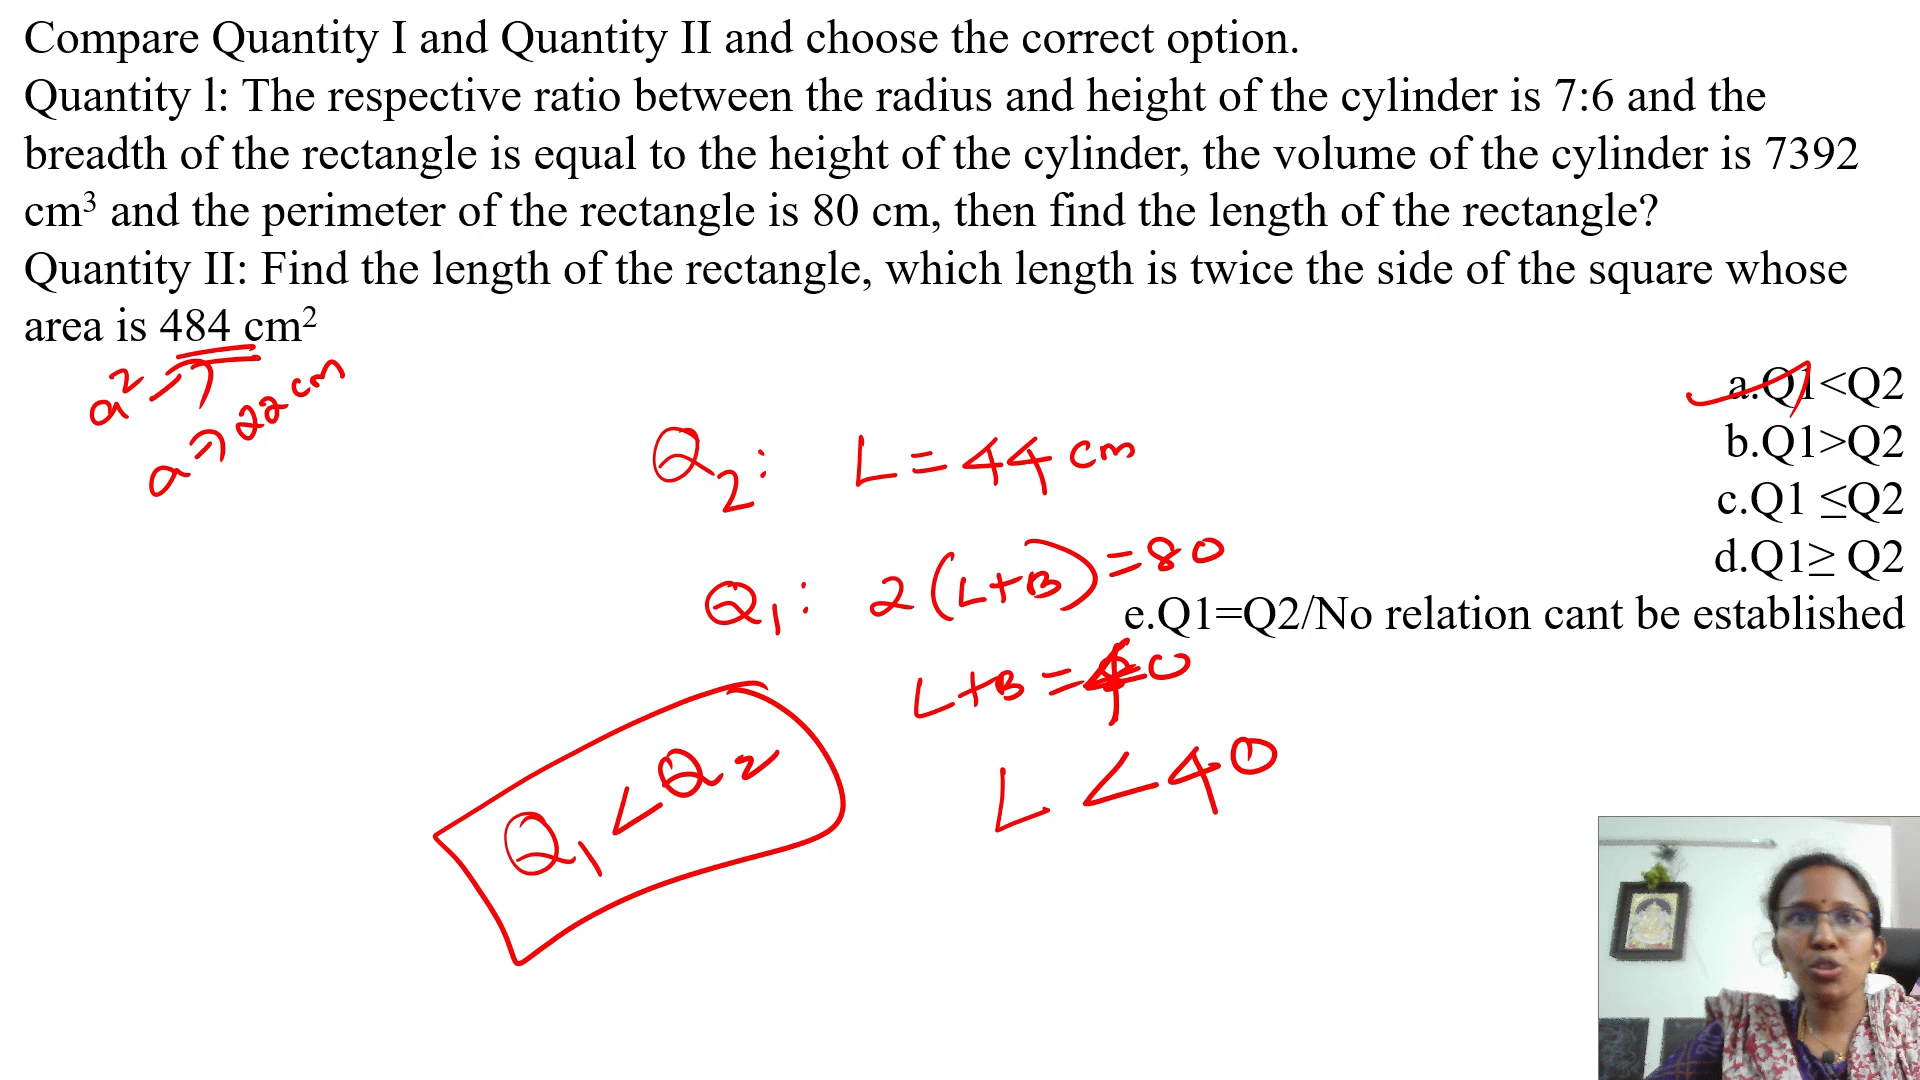 Compare Quantity I and Quantity II and choose the correct option.
Quantity l: The respective ratio between the radius and height of the cylinder is 7:6 and the
breadth of the rectangle is equal to the height of the cylinder, the volume of the cylinder is 7392
cm³ and the perimeter of the rectangle is 80 cm, then find the length of the rectangle?
Quantity II: Find the length of the rectangle, which length is twice the side of the square whose
area is 484 cm²
a² =
a => 22 cm
a.Q1<Q2
b.Q1>Q2
c.Q1 ≤Q2
d.Q1≥ Q2
e.Q1=Q2/No relation cant be established
Q₂: L = 44 cm
Q₁: 2(L+B) = 80
L+B = 40
L < 40
Q₁ < Q₂